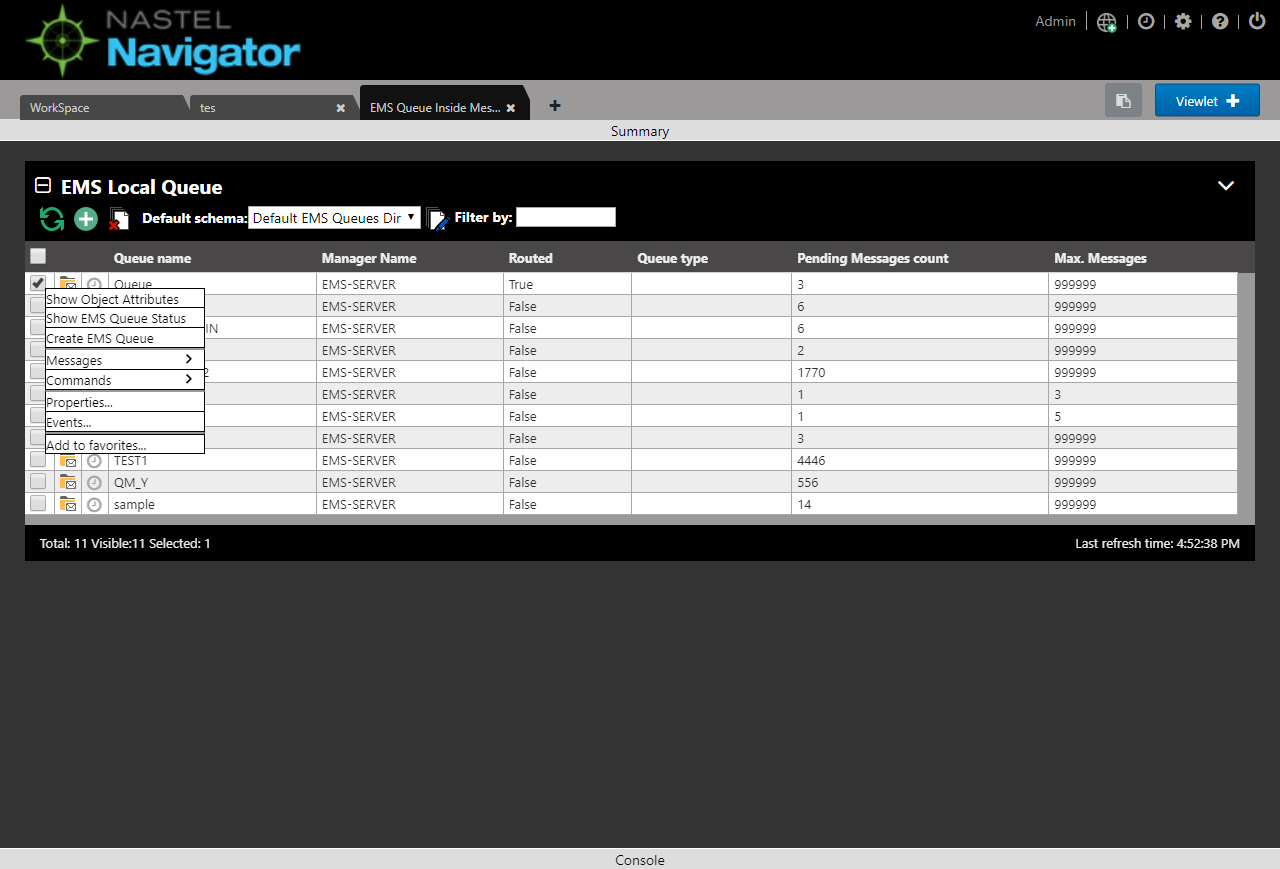 NASTEL
Navigator
Admin
WorkSpace
tes
EMS Queue Inside Mes...
Viewlet
Summary
EMS Local Queue
Default schema: Default EMS Queues Dir Filter by:
Queue name Manager Name Routed Queue type Pending Messages count Max. Messages
Queue EMS-SERVER True 3 999999
EMS-SERVER False 6 999999
IN EMS-SERVER False 6 999999
EMS-SERVER False 2 999999
2 EMS-SERVER False 1770 999999
EMS-SERVER False 1 3
EMS-SERVER False 1 5
EMS-SERVER False 3 999999
TEST1 EMS-SERVER False 4446 999999
QM_Y EMS-SERVER False 556 999999
sample EMS-SERVER False 14 999999
Show Object Attributes
Show EMS Queue Status
Create EMS Queue
Messages
Commands
Properties...
Events...
Add to favorites...
Total: 11 Visible:11 Selected: 1
Last refresh time: 4:52:38 PM
Console